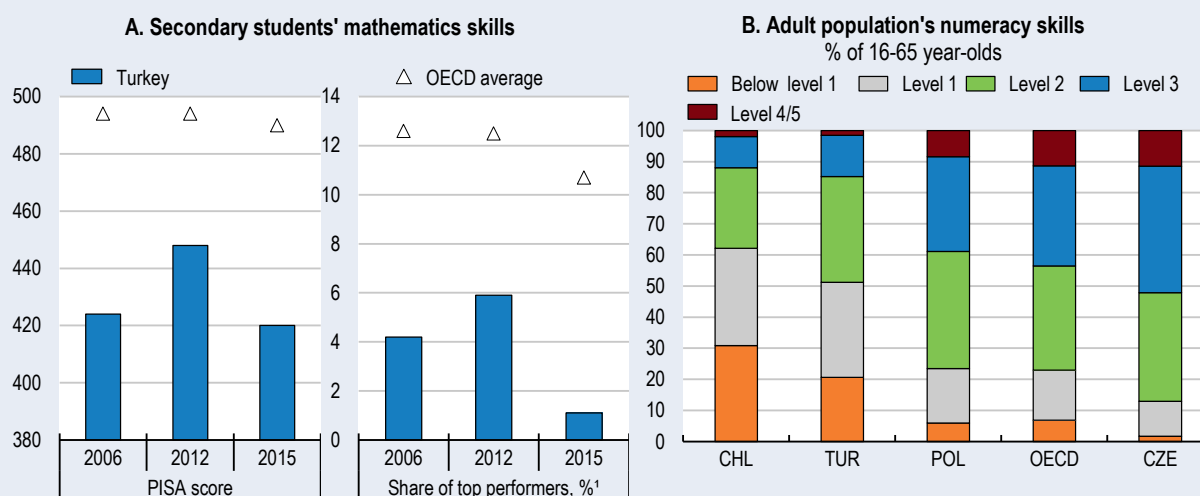 A. Secondary students' mathematics skills
Turkey
OECD average
500
480
460
440
420
400
380
2006
2012
2015
PISA score
14
12
10
8
6
4
2
0
2006
2012
2015
Share of top performers, %¹
B. Adult population's numeracy skills
% of 16-65 year-olds
Below level 1
Level 1
Level 2
Level 3
Level 4/5
100
90
80
70
60
50
40
30
20
10
0
CHL
TUR
POL
OECD
CZE